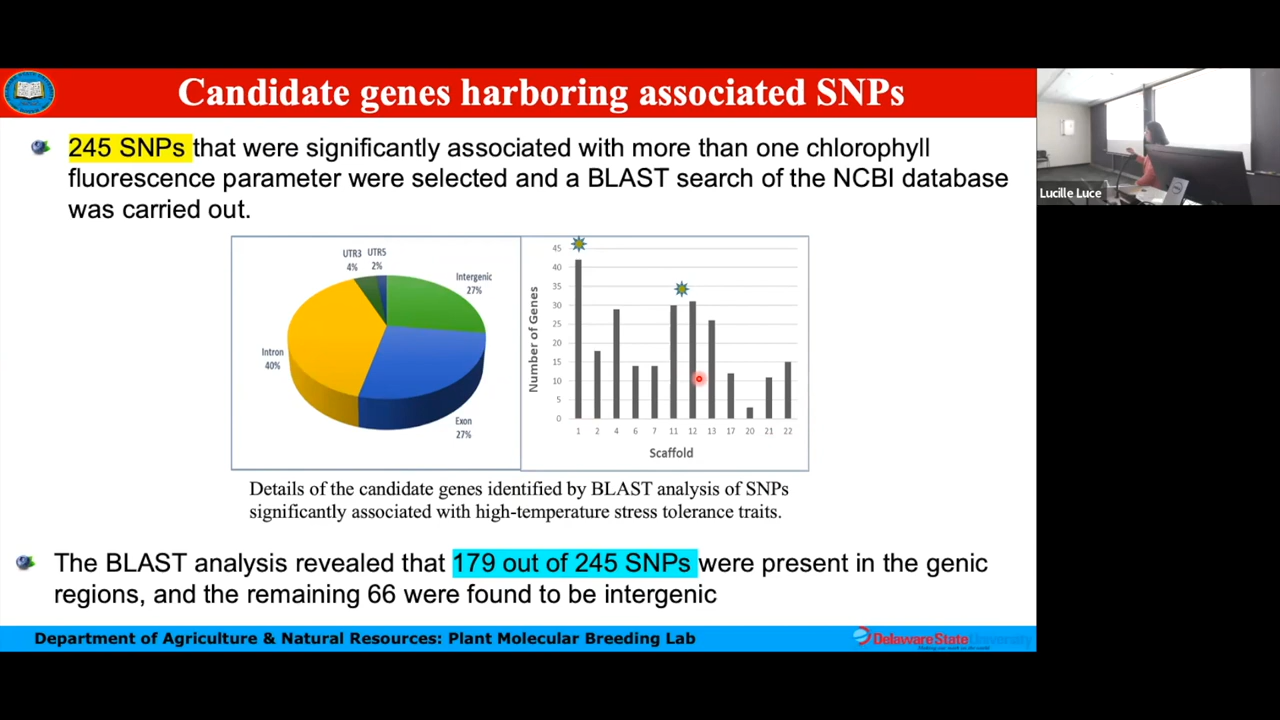 Candidate genes harboring associated SNPs
245 SNPs that were significantly associated with more than one chlorophyll
fluorescence parameter were selected and a BLAST search of the NCBI database
was carried out.
UTR3
4%
UTR5
2%
Intergenic
27%
Intron
40%
Exon
27%
Number of Genes
45
40
35
30
25
20
15
10
5
0
1 2 4 6 7 11 12 13 17 20 21 22
Scaffold
Details of the candidate genes identified by BLAST analysis of SNPs
significantly associated with high-temperature stress tolerance traits.
The BLAST analysis revealed that 179 out of 245 SNPs were present in the genic
regions, and the remaining 66 were found to be intergenic
Department of Agriculture & Natural Resources: Plant Molecular Breeding Lab
DelawareState University
Lucille Luce